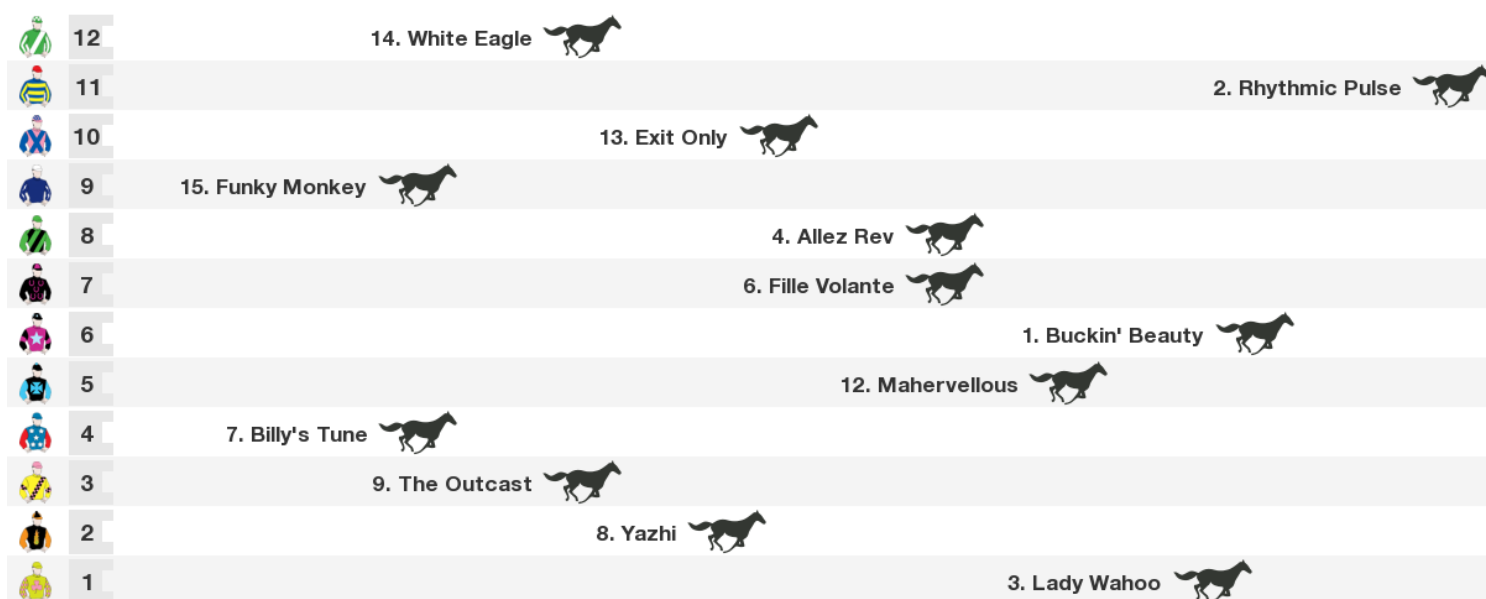 12 14. White Eagle
11 2. Rhythmic Pulse
10 13. Exit Only
9 15. Funky Monkey
8 4. Allez Rev
7 6. Fille Volante
6 1. Buckin' Beauty
5 12. Mahervellous
4 7. Billy's Tune
3 9. The Outcast
2 8. Yazhi
1 3. Lady Wahoo